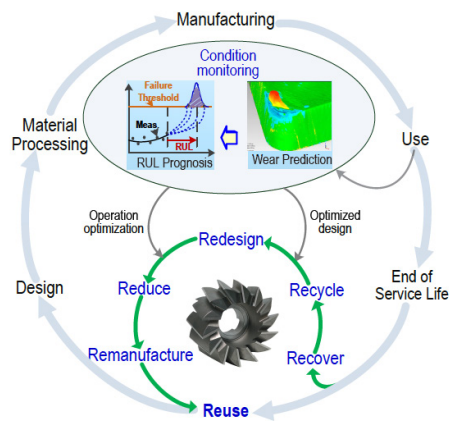 Manufacturing
Condition
monitoring
Failure
Threshold
Meas.
RUL
RUL Prognosis
Wear Prediction
Material
Processing
Use
Operation
optimization
Optimized
design
Redesign
Design
Reduce
Recycle
End of
Service Life
Remanufacture
Recover
Reuse